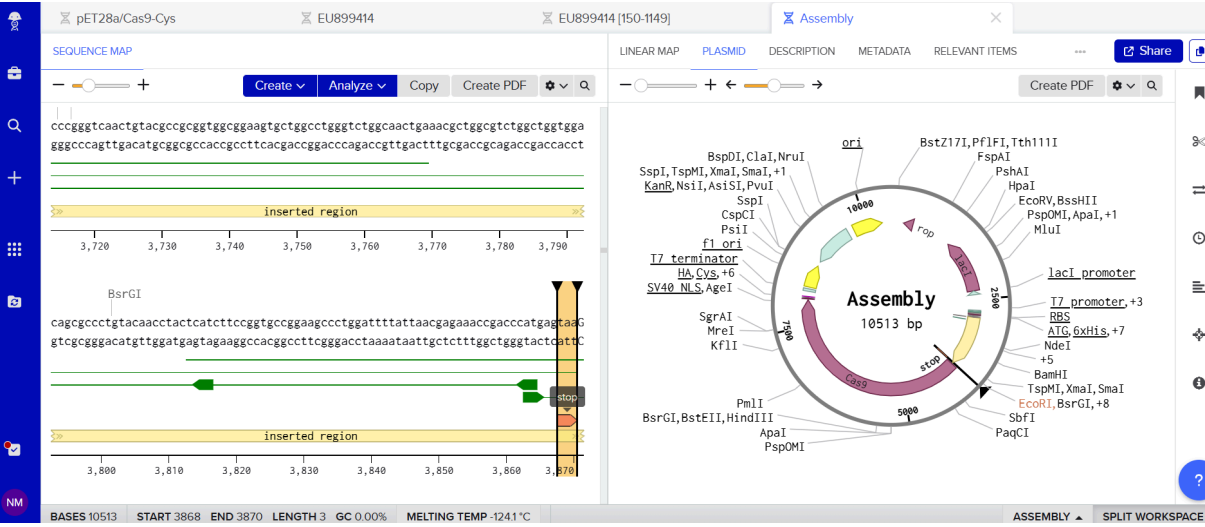 pET28a/Cas9-Cys
EU899414
EU899414 [150-1149]
Assembly
SEQUENCE MAP
LINEAR MAP
PLASMID
DESCRIPTION
METADATA
RELEVANT ITEMS
Share
Create
Analyze
Copy
Create PDF
Create PDF
cccgggtcaactgtacgccgcggtggcggaagtgctggcctgggtctggcaactgaaacgctggcgtctggctggtgga
gggcccagttgacatgcggcgccaccgccttcacgaccggacccagaccgttgactttgcgaccgcagaccgaccacct
inserted region
3,720 3,730 3,740 3,750 3,760 3,770 3,780 3,790
BsrGI
cagcgccctgtacaacctactcatcttccggtgccggaagccctggattttattaacgagaaaccgacccatgagtaaG
gtcgcgggacatgttggatgagtagaaggccacggccttcgggacctaaaataattgctctttggctgggtactcattC
stop
inserted region
3,800 3,810 3,820 3,830 3,840 3,850 3,860 3,870
ori
BstZ17I, PflFI, Tth111I
BspDI, ClaI, NruI
FspAI
SspI, TspMI, XmaI, SmaI, +1
PshAI
KanR, NsiI, AsiSI, PvuI
HpaI
SspI
EcoRV, BssHII
CspCI
PspOMI, ApaI, +1
PsiI
MluI
f1 ori
T7 terminator
HA, Cys, +6
SV40 NLS, AgeI
lacI promoter
T7 promoter, +3
RBS
ATG, 6xHis, +7
SgrAI
MreI
NdeI
KflI
+5
BamHI
TspMI, XmaI, SmaI
EcoRI, BsrGI, +8
PmlI
SbfI
BsrGI, BstEII, HindIII
PaqCI
ApaI
PspOMI
10000
rop
lacI
2500
Assembly
10513 bp
7500
stop
Cas9
5000
NM
?
BASES 10513 START 3868 END 3870 LENGTH 3 GC 0.00% MELTING TEMP -124.1 °C
ASSEMBLY
SPLIT WORKSPACE